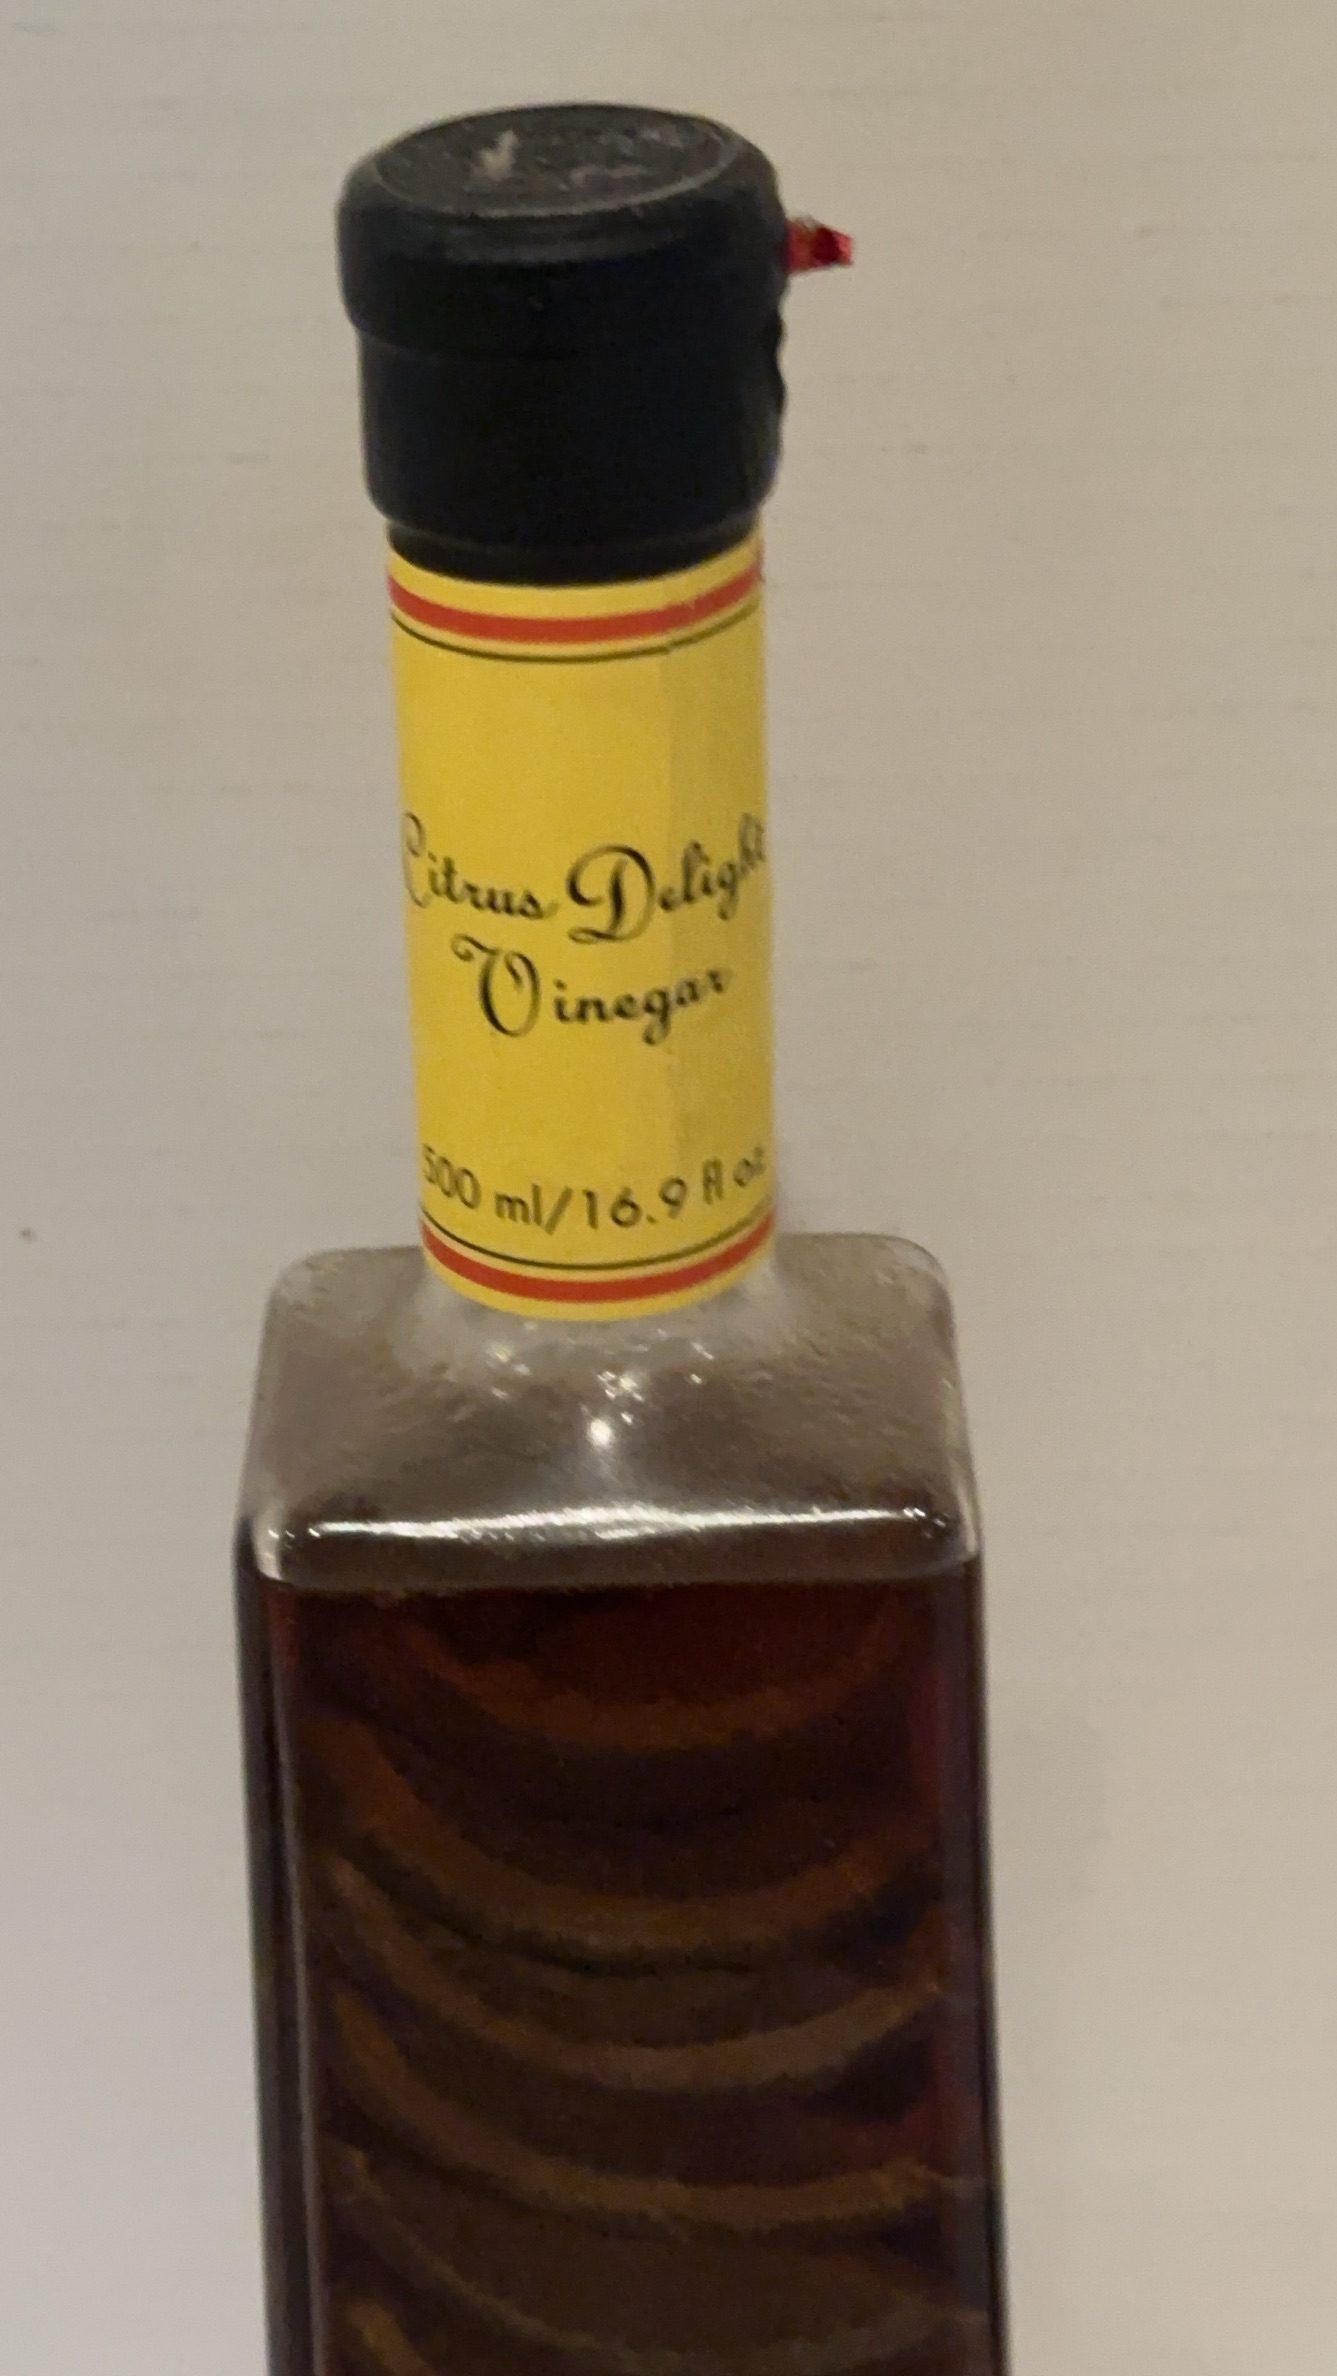 Citrus Delight
Vinegar
500 ml/16.9 fl oz